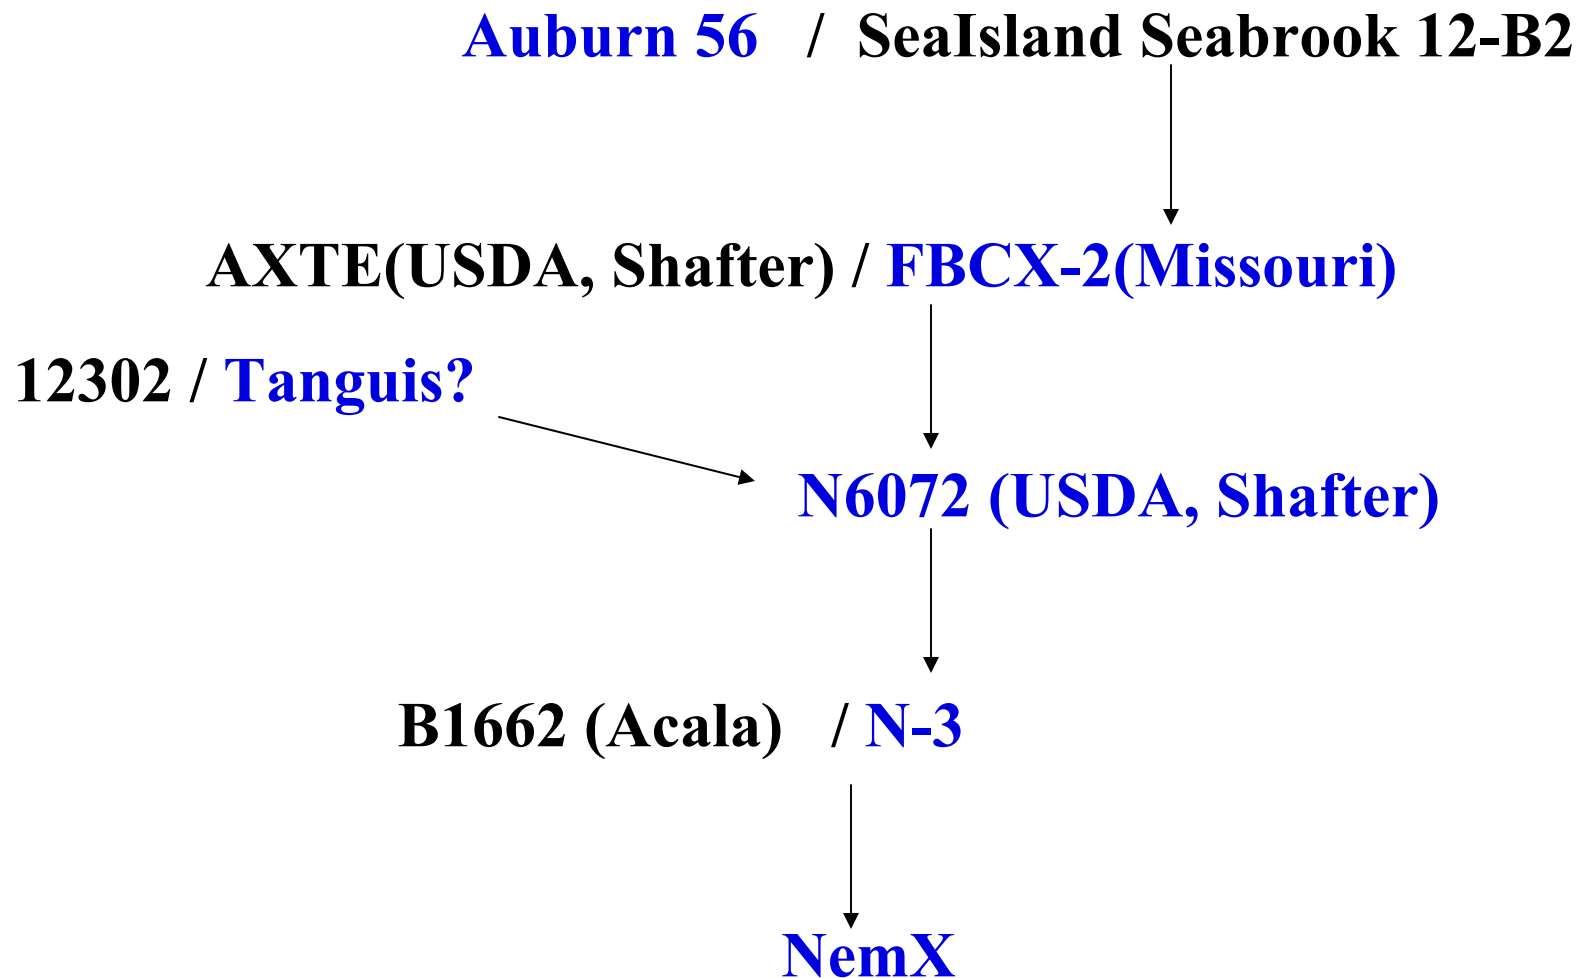 Auburn 56 / SeaIsland Seabrook 12-B2
AXTE(USDA, Shafter) / FBCX-2(Missouri)
12302 / Tanguis?
N6072 (USDA, Shafter)
B1662 (Acala) / N-3
NemX